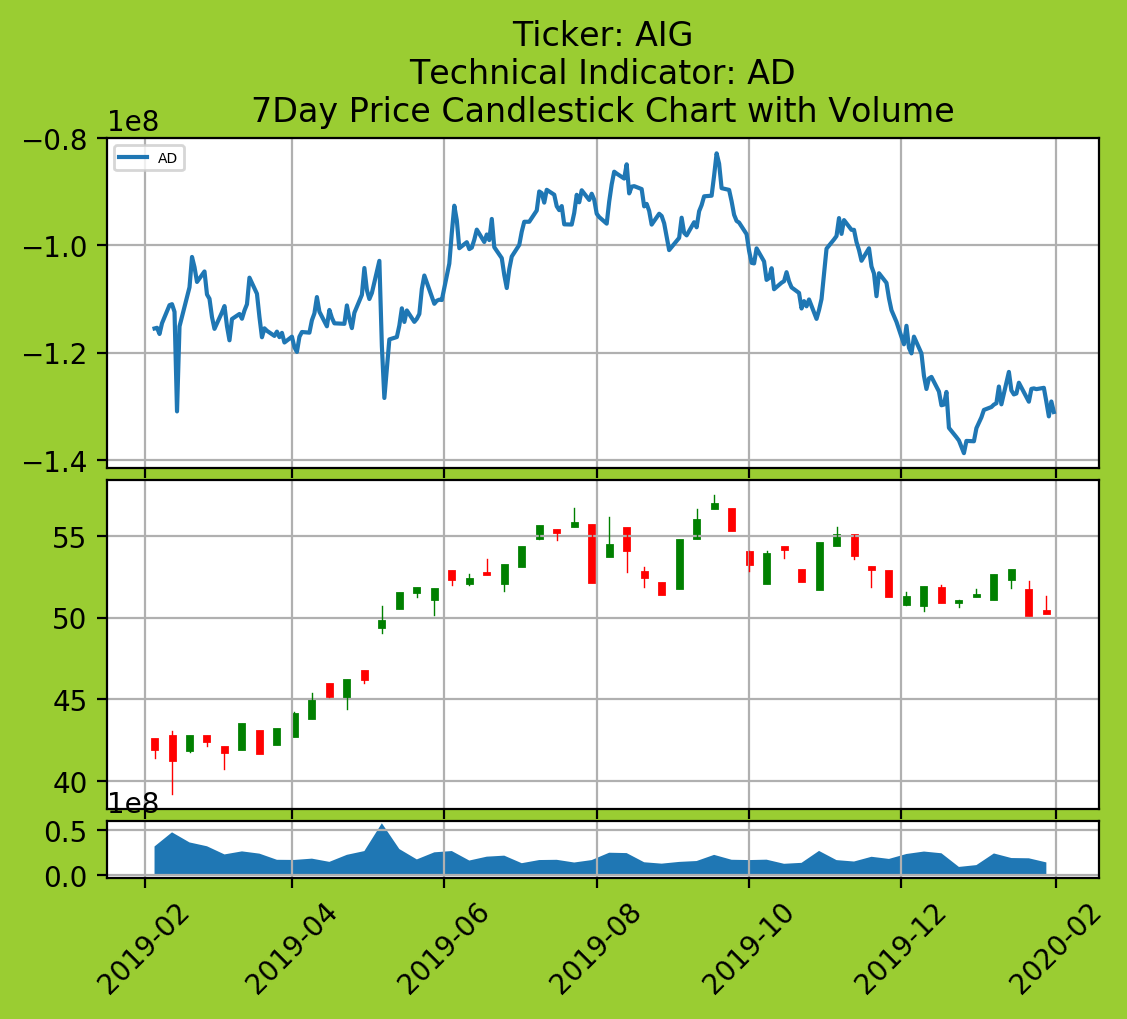 Ticker: AIG
Technical Indicator: AD
7Day Price Candlestick Chart with Volume
1e8
AD
−0.8
−1.0
−1.2
−1.4
55
50
45
40
1e8
0.5
0.0
2019-02
2019-04
2019-06
2019-08
2019-10
2019-12
2020-02